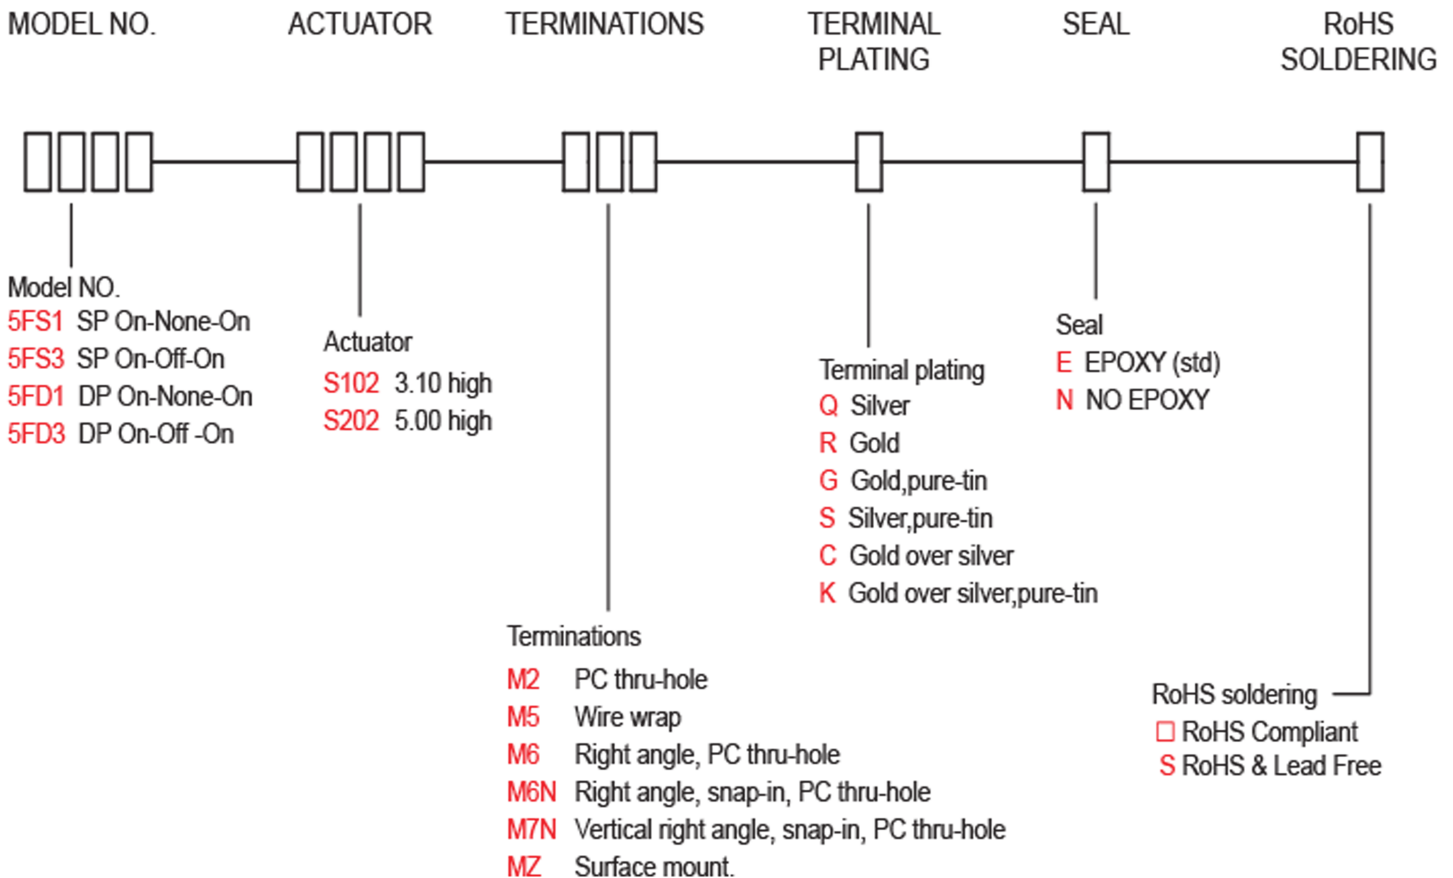 MODEL NO.
ACTUATOR
TERMINATIONS
TERMINAL
PLATING
SEAL
RoHS
SOLDERING
Model NO.
5FS1 SP On-None-On
5FS3 SP On-Off-On
5FD1 DP On-None-On
5FD3 DP On-Off -On
Actuator
S102 3.10 high
S202 5.00 high
Terminations
M2 PC thru-hole
M5 Wire wrap
M6 Right angle, PC thru-hole
M6N Right angle, snap-in, PC thru-hole
M7N Vertical right angle, snap-in, PC thru-hole
MZ Surface mount.
Terminal plating
Q Silver
R Gold
G Gold,pure-tin
S Silver,pure-tin
C Gold over silver
K Gold over silver,pure-tin
Seal
E EPOXY (std)
N NO EPOXY
RoHS soldering
□ RoHS Compliant
S RoHS & Lead Free